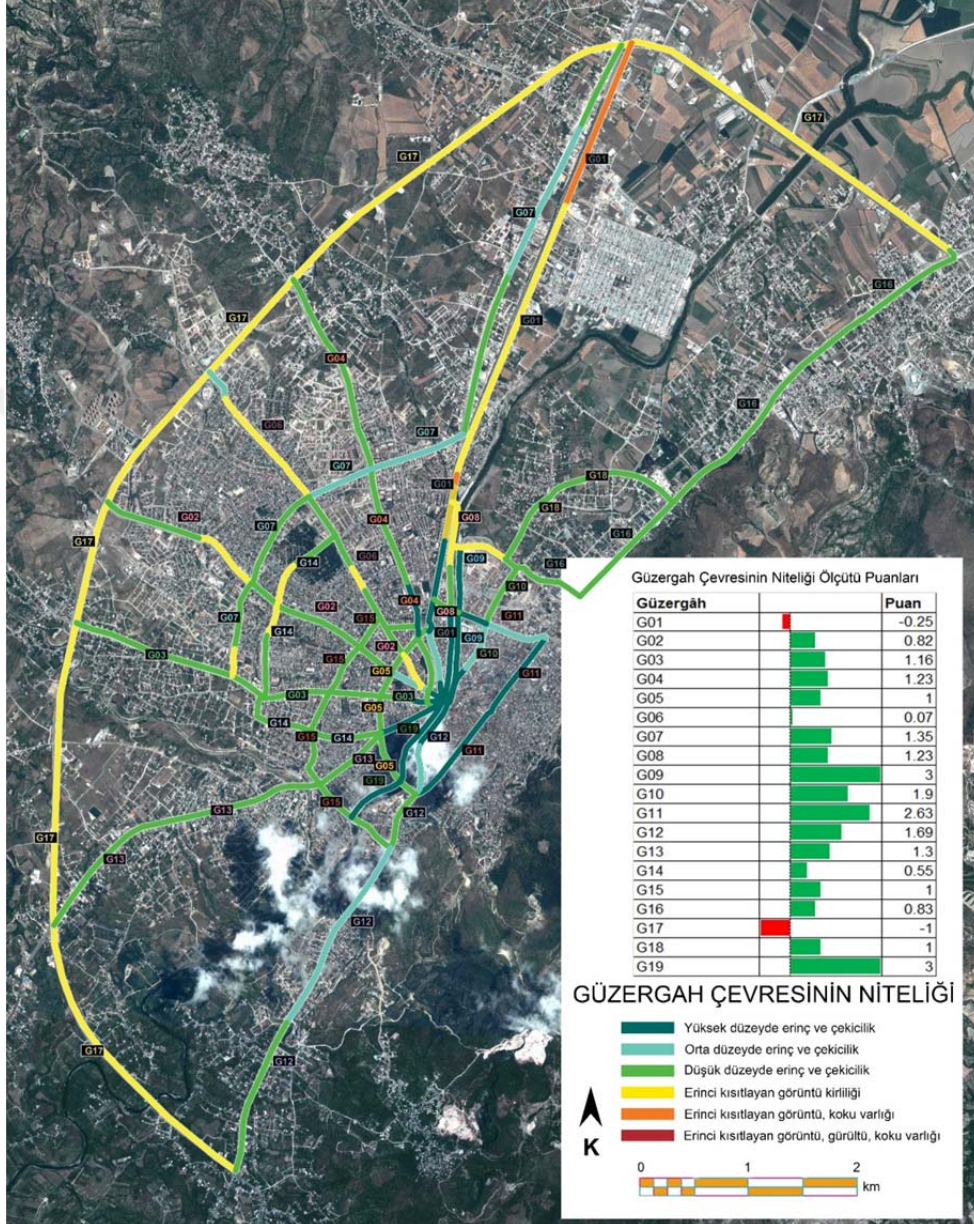 G17
G17
G01
G07
G16
G01
G17
G04
G16
G06
G07
G07
G01
G18
G02
G04
G08
G18
G17
G07
G16
G06
G09
G16
G14
G10
G04
G02
G15
G08
G11
G07
G14
G01
G09
G02
G10
G03
G15
G05
G11
G03
G03
G14
G15
G14
G19
G12
G13
G11
G05
G19
G15
G12
G13
G17
G13
G12
G17
G12
Güzergah Çevresinin Niteliği Ölçütü Puanları
Güzergâh Puan
G01 -0.25
G02 0.82
G03 1.16
G04 1.23
G05 1
G06 0.07
G07 1.35
G08 1.23
G09 3
G10 1.9
G11 2.63
G12 1.69
G13 1.3
G14 0.55
G15 1
G16 0.83
G17 -1
G18 1
G19 3
GÜZERGAH ÇEVRESİNİN NİTELİĞİ
Yüksek düzeyde erinç ve çekicilik
Orta düzeyde erinç ve çekicilik
Düşük düzeyde erinç ve çekicilik
Erinci kısıtlayan görüntü kirliliği
Erinci kısıtlayan görüntü, koku varlığı
Erinci kısıtlayan görüntü, gürültü, koku varlığı
K
0 1 2
km